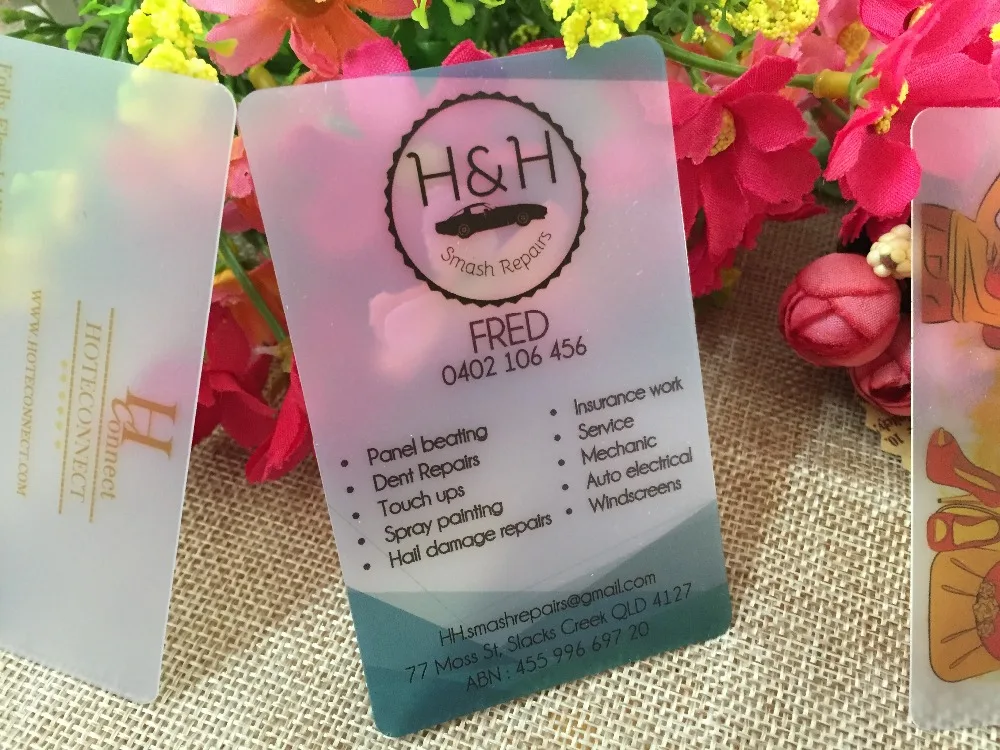 H&H
Smash Repairs
FRED
0402 106 456
Panel beating
Dent Repairs
Touch ups
Spray painting
Hail damage repairs
Insurance work
Service
Mechanic
Auto electrical
Windscreens
HH.smashrepairs@gmail.com
77 Moss St, Slacks Creek QLD 4127
ABN : 455 996 697 20
H Connect
HOTECONNECT
WWW.HOTECONNECT.COM